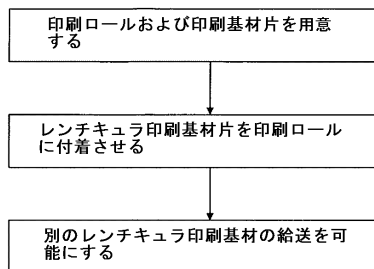 印刷ロールおよび印刷基材片を用意
する
レンチキュラ印刷基材片を印刷ロール
に付着させる
別のレンチキュラ印刷基材の給送を可
能にする